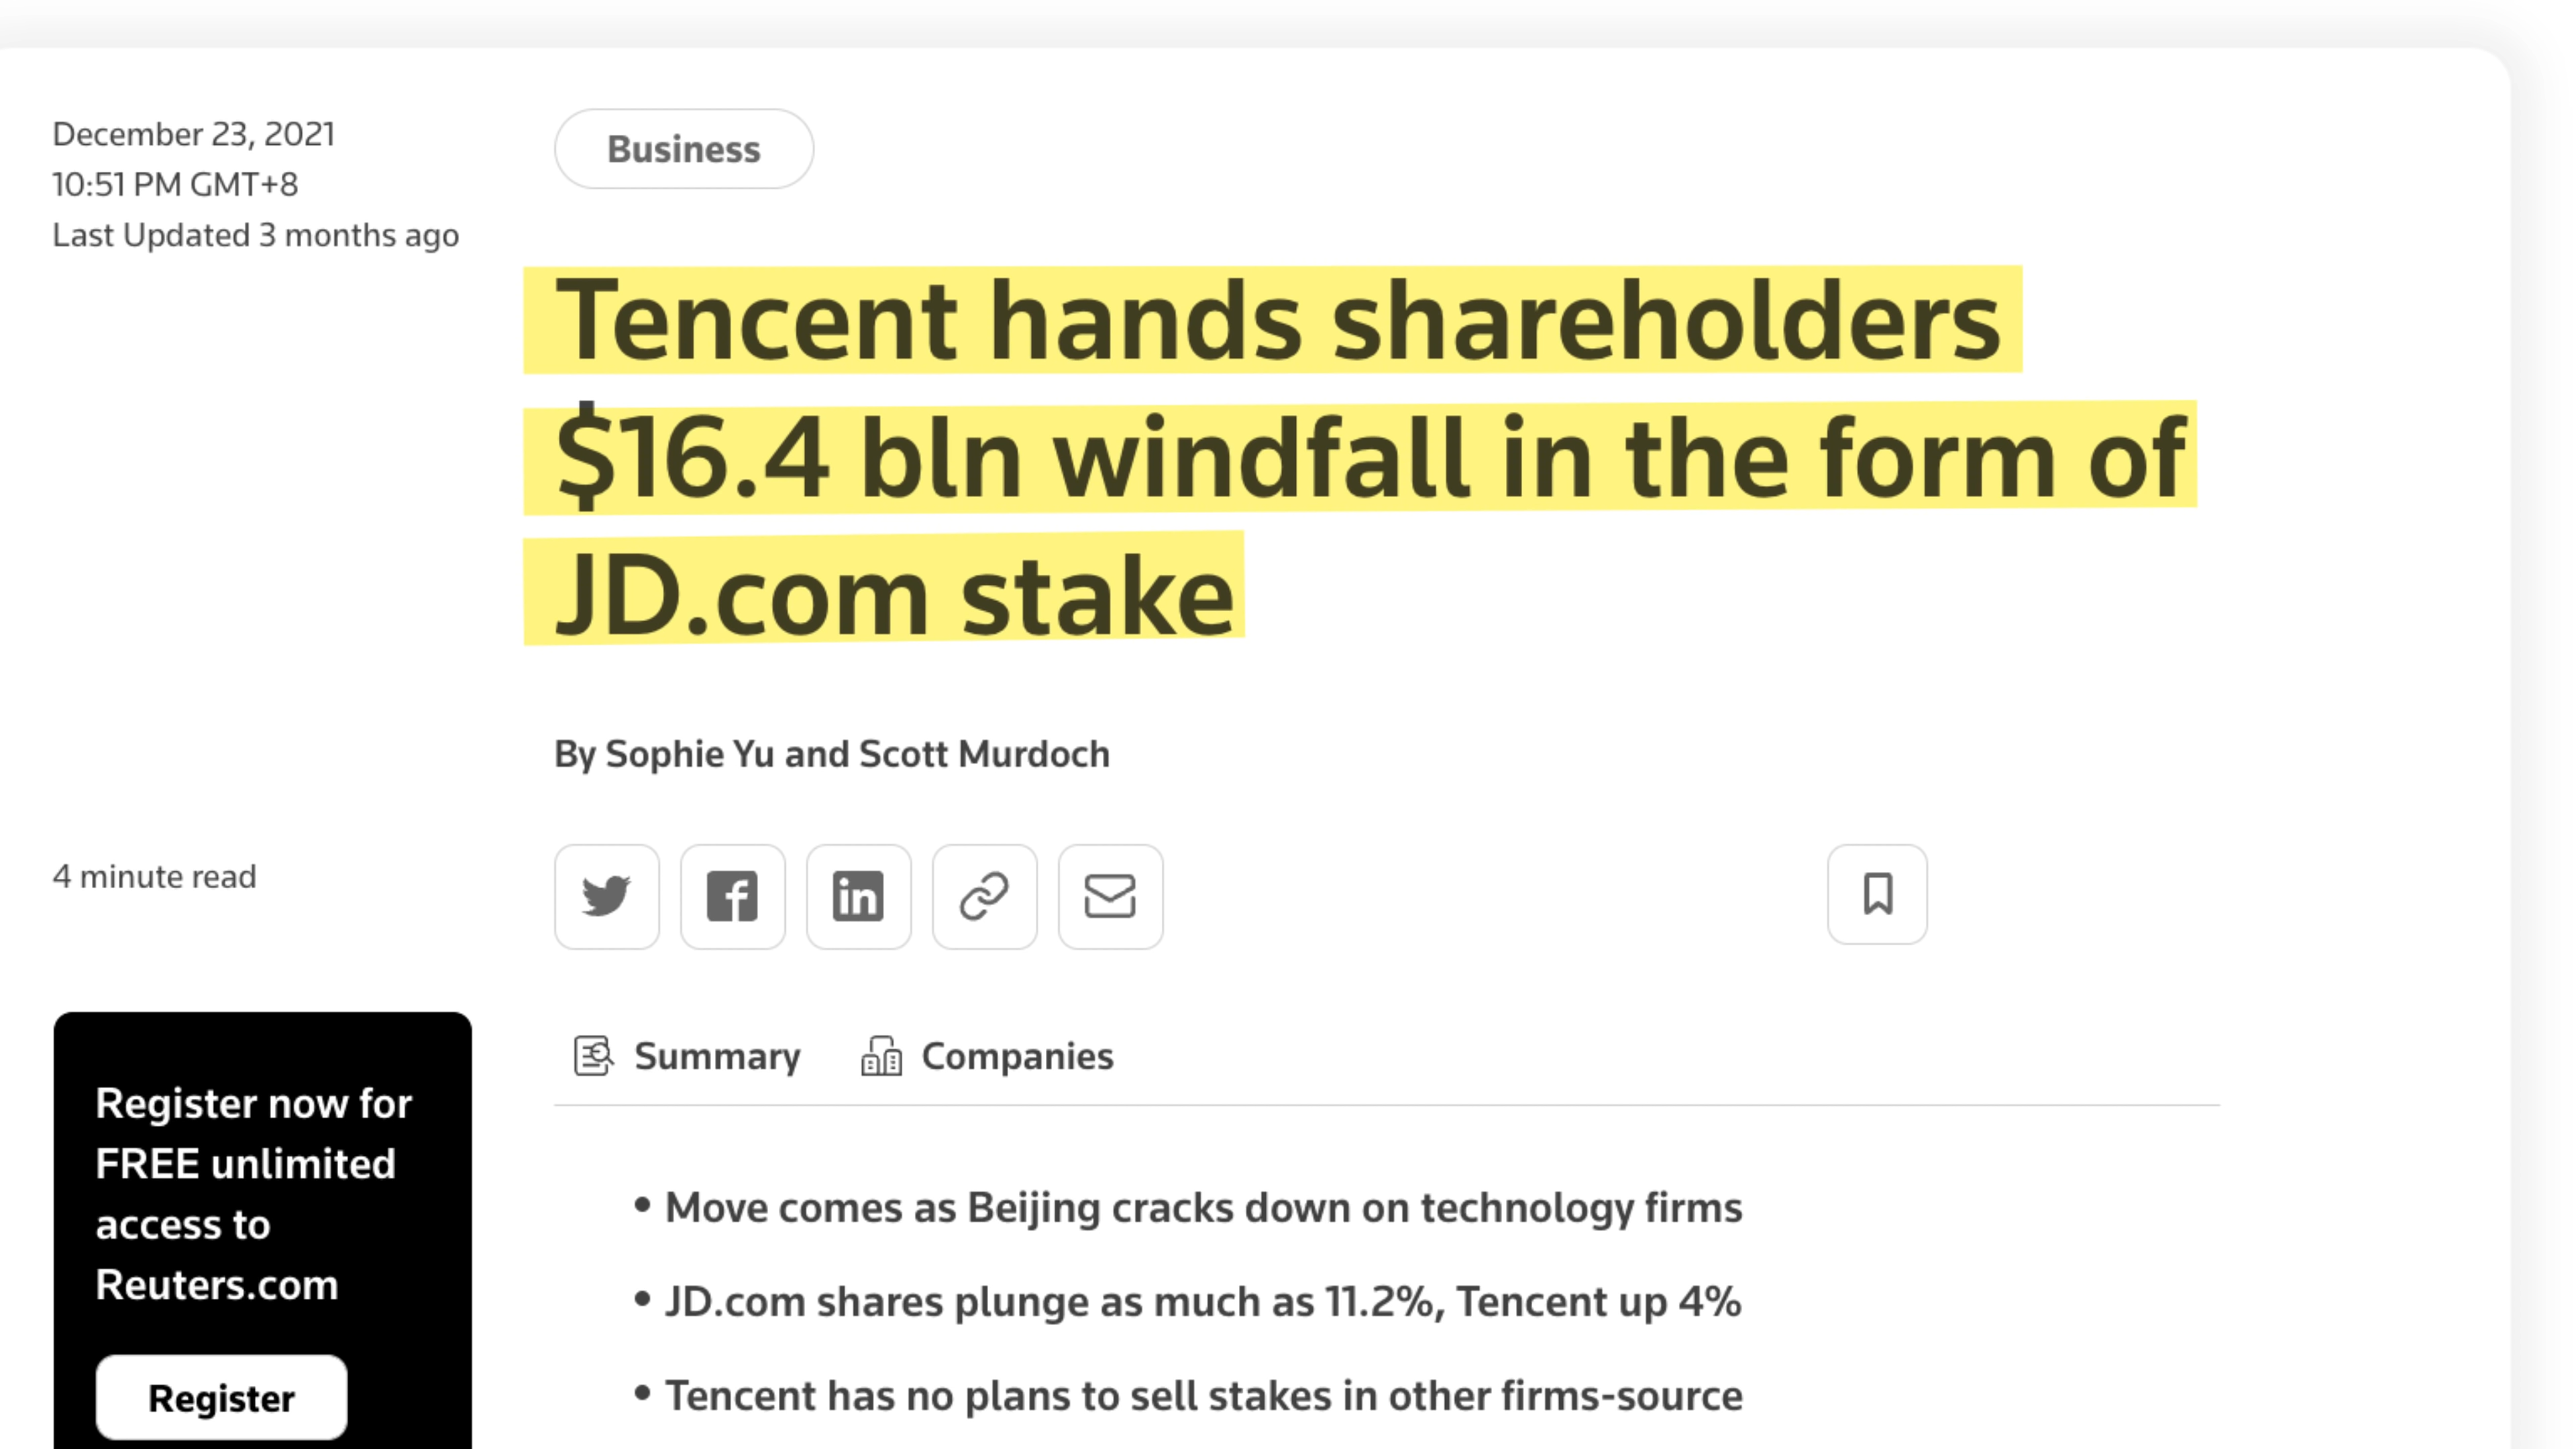 December 23, 2021
10:51 PM GMT+8
Last Updated 3 months ago
Business
Tencent hands shareholders
$16.4 bln windfall in the form of
JD.com stake
By Sophie Yu and Scott Murdoch
4 minute read
Summary
Companies
Register now for
FREE unlimited
access to
Reuters.com
Register
• Move comes as Beijing cracks down on technology firms
• JD.com shares plunge as much as 11.2%, Tencent up 4%
• Tencent has no plans to sell stakes in other firms-source